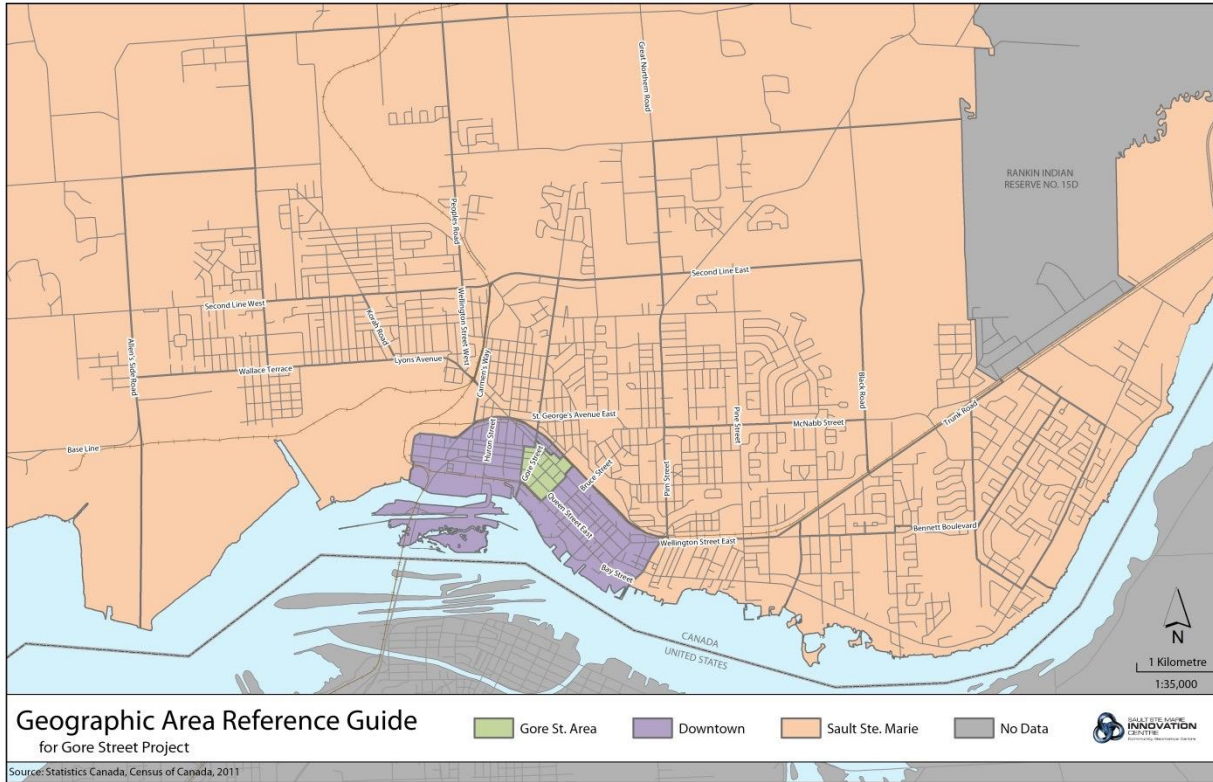 Great Northern Road
RANKIN INDIAN
RESERVE NO. 15D
Peoples Road
Second Line East
Second Line West
Korah Road
Wellington Street West
Allen's Side Road
Lyons Avenue
Wallace Terrace
Carmen's Way
Black Road
St. George's Avenue East
Pine Street
McNabb Street
Trunk Road
Base Line
Huron Street
Gore Street
Bruce Street
Pim Street
Queen Street East
Bennett Boulevard
Wellington Street East
Bay Street
CANADA
UNITED STATES
N
1 Kilometre
1:35,000
Geographic Area Reference Guide
for Gore Street Project
Gore St. Area
Downtown
Sault Ste. Marie
No Data
SAULT STE. MARIE
INNOVATION
CENTRE
Source: Statistics Canada, Census of Canada, 2011